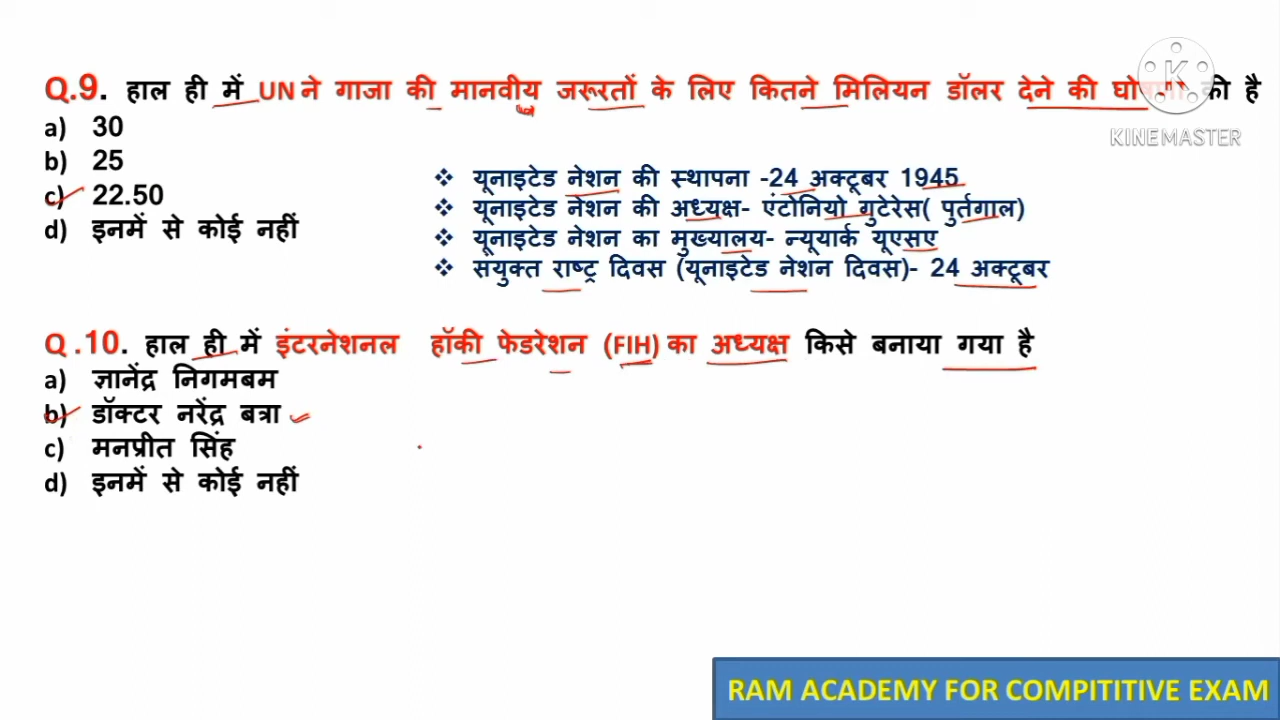 Q.9. हाल ही में UN ने गाजा की मानवीय जरूरतों के लिए कितने मिलियन डॉलर देने की घोषणा की है
a) 30
b) 25
c) 22.50
d) इनमें से कोई नहीं
❖ यूनाइटेड नेशन की स्थापना -24 अक्टूबर 1945
❖ यूनाइटेड नेशन की अध्यक्ष- एंटोनियो गुटेरेस( पुर्तगाल)
❖ यूनाइटेड नेशन का मुख्यालय- न्यूयार्क यूएसए
❖ सयुक्त राष्ट्र दिवस (यूनाइटेड नेशन दिवस)- 24 अक्टूबर
K
KINEMASTER
Q .10. हाल ही में इंटरनेशनल हॉकी फेडरेशन (FIH) का अध्यक्ष किसे बनाया गया है
a) ज्ञानेंद्र निगमबम
b) डॉक्टर नरेंद्र बत्रा
c) मनप्रीत सिंह
d) इनमें से कोई नहीं
RAM ACADEMY FOR COMPITITIVE EXAM